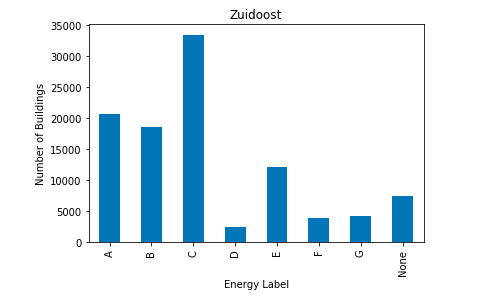 Zuidoost
Number of Buildings
35000
30000
25000
20000
15000
10000
5000
0
A
B
C
D
E
F
G
None
Energy Label